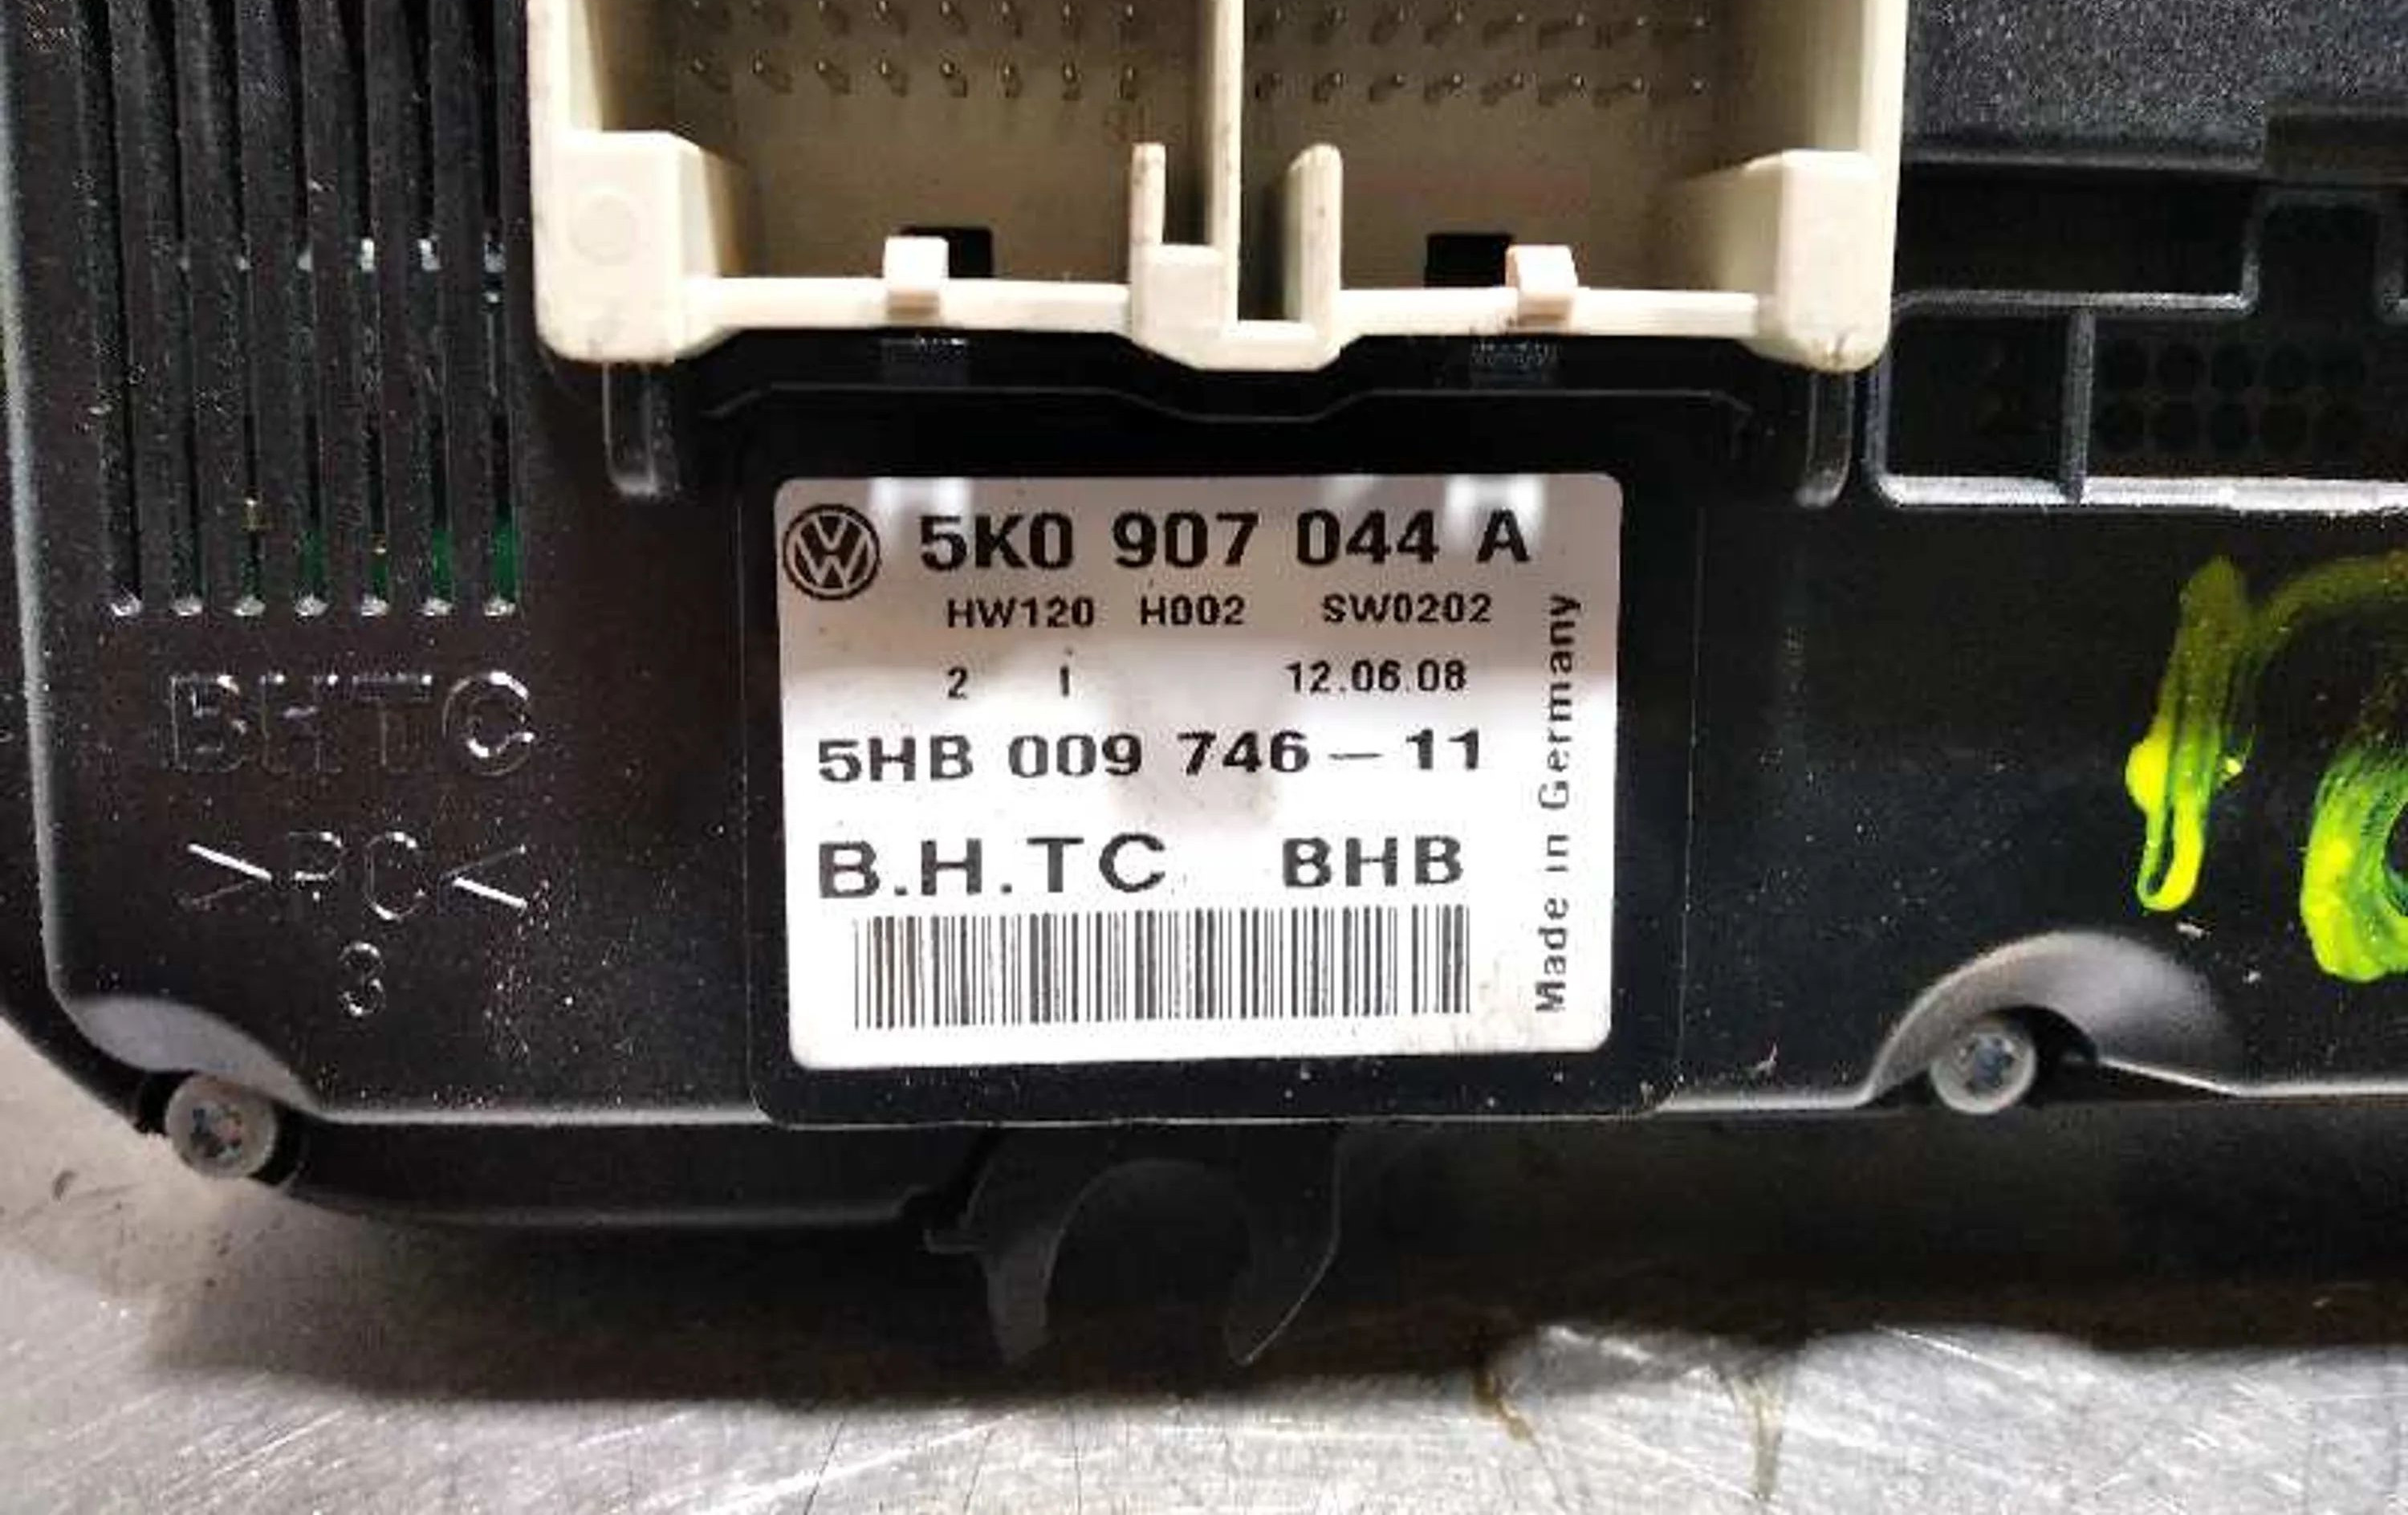 5K0 907 044 A
HW120 H002 SW0202
2 1 12.06.08
5HB 009 746-11
B.H.TC BHB
Made in Germany
BHTC
>PC<
3